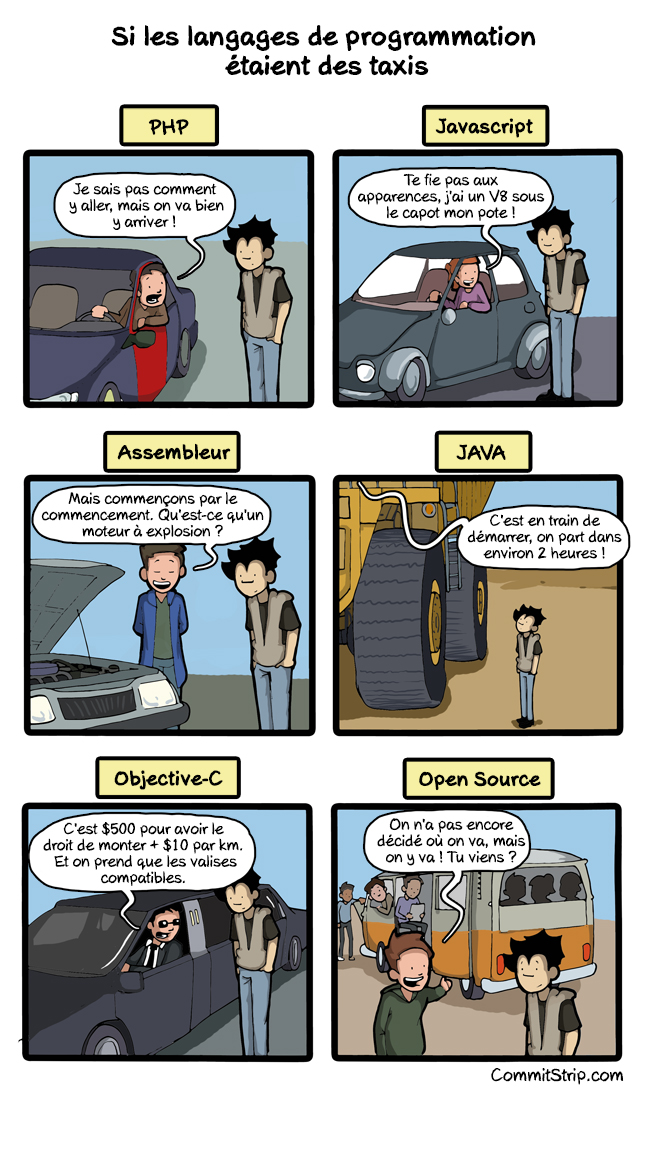 Si les langages de programmation
étaient des taxis
PHP
Je sais pas comment
y aller, mais on va bien
y arriver !
Javascript
Te fie pas aux
apparences, j'ai un V8 sous
le capot mon pote !
Assembleur
Mais commençons par le
commencement. Qu'est-ce qu'un
moteur à explosion ?
JAVA
C'est en train de
démarrer, on part dans
environ 2 heures !
Objective-C
C'est $500 pour avoir le
droit de monter + $10 par km.
Et on prend que les valises
compatibles.
Open Source
On n'a pas encore
décidé où on va, mais
on y va ! Tu viens ?
CommitStrip.com